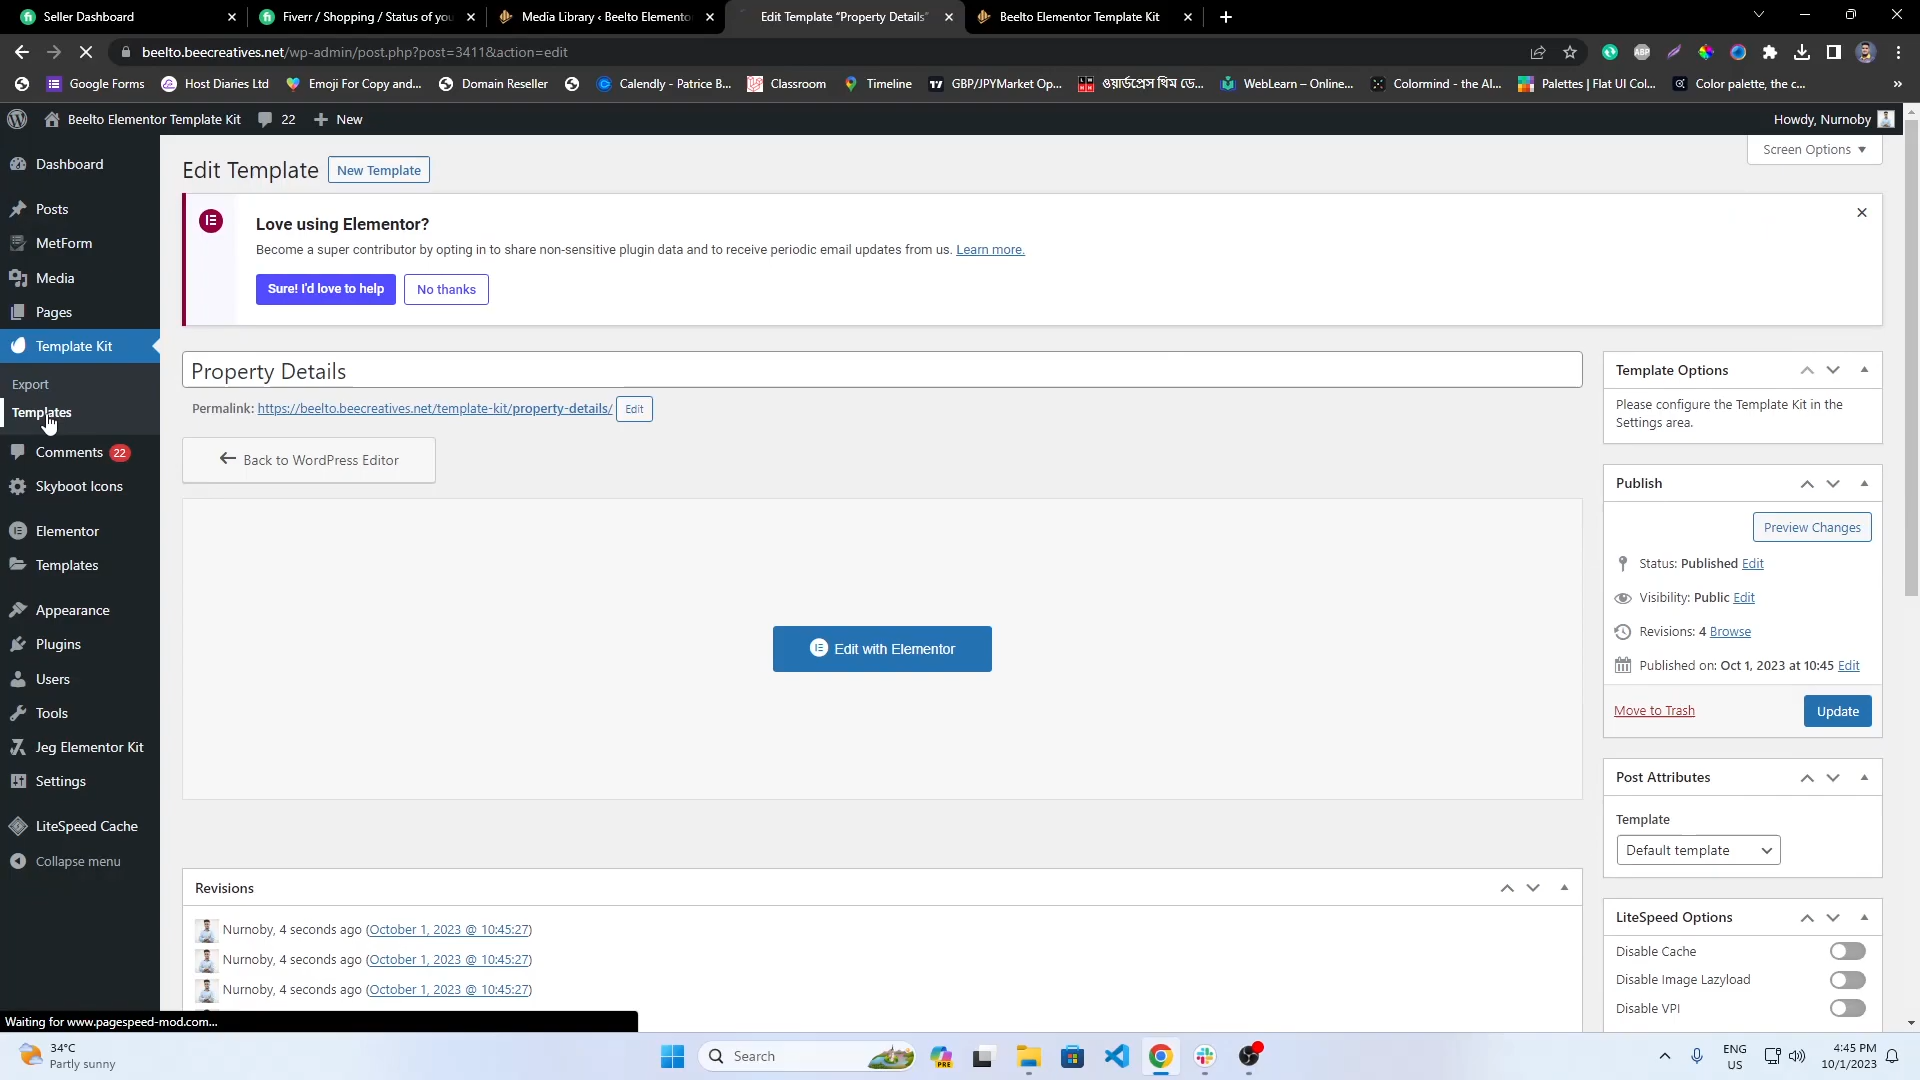 Seller Dashboard
Fiverr / Shopping / Status of you
Media Library ‹ Beelto Elemento
Edit Template "Property Details"
Beelto Elementor Template Kit
beelto.beecreatives.net/wp-admin/post.php?post=3411&action=edit
Google Forms
Host Diaries Ltd
Emoji For Copy and...
Domain Reseller
Calendly - Patrice B...
Classroom
Timeline
GBP/JPYMarket Op...
ওয়ার্ডপ্রেস থিম ডে...
WebLearn – Online...
Colormind - the AI...
Palettes | Flat UI Col...
Color palette, the c...
Beelto Elementor Template Kit
22
New
Howdy, Nurnoby
Screen Options
Dashboard
Posts
MetForm
Media
Pages
Template Kit
Export
Templates
Comments 22
Skyboot Icons
Elementor
Templates
Appearance
Plugins
Users
Tools
Jeg Elementor Kit
Settings
LiteSpeed Cache
Collapse menu
Edit Template
New Template
Love using Elementor?
Become a super contributor by opting in to share non-sensitive plugin data and to receive periodic email updates from us. Learn more.
Sure! I'd love to help
No thanks
Property Details
Permalink: https://beelto.beecreatives.net/template-kit/property-details/ Edit
Back to WordPress Editor
Edit with Elementor
Revisions
Nurnoby, 4 seconds ago (October 1, 2023 @ 10:45:27)
Nurnoby, 4 seconds ago (October 1, 2023 @ 10:45:27)
Nurnoby, 4 seconds ago (October 1, 2023 @ 10:45:27)
Template Options
Please configure the Template Kit in the
Settings area.
Publish
Preview Changes
Status: Published Edit
Visibility: Public Edit
Revisions: 4 Browse
Published on: Oct 1, 2023 at 10:45 Edit
Move to Trash
Update
Post Attributes
Template
Default template
LiteSpeed Options
Disable Cache
Disable Image Lazyload
Disable VPI
Waiting for www.pagespeed-mod.com...
34°C
Partly sunny
Search
PRE
ENG
US
4:45 PM
10/1/2023